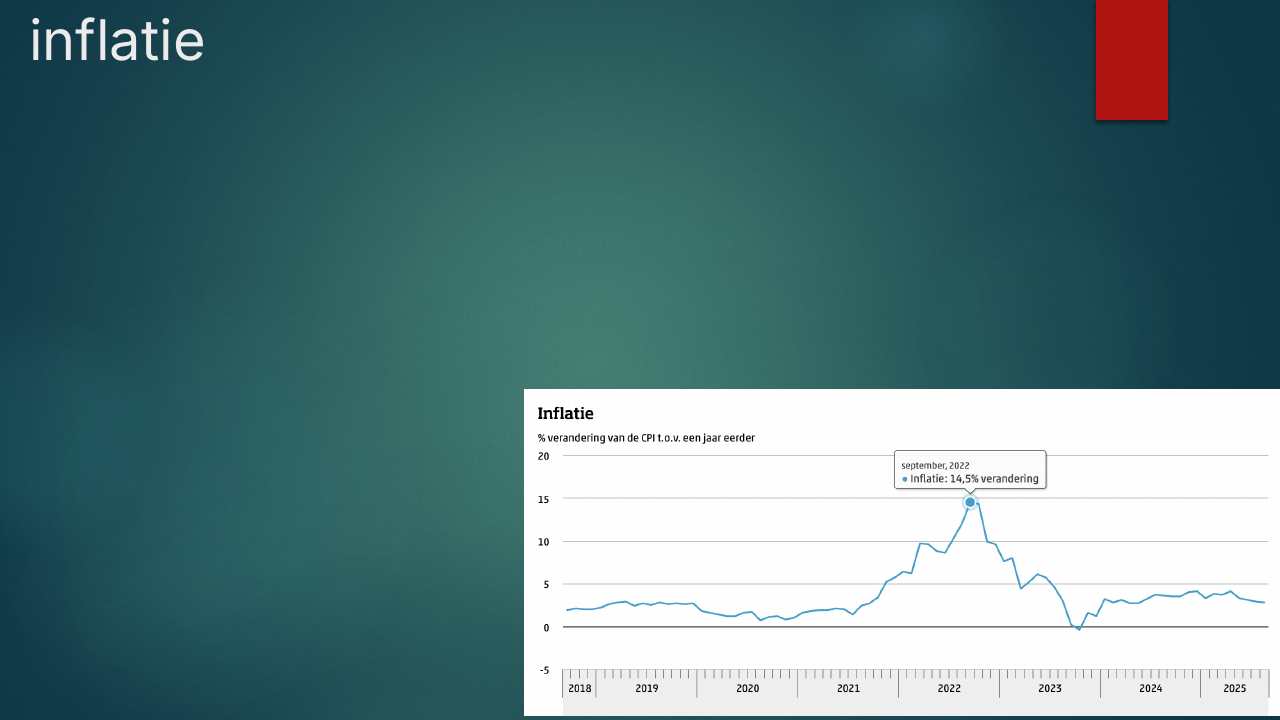 inflatie
Inflatie
% verandering van de CPI t.o.v. een jaar eerder
20
september, 2022
Inflatie: 14,5% verandering
15
10
5
0
-5
2018 2019 2020 2021 2022 2023 2024 2025